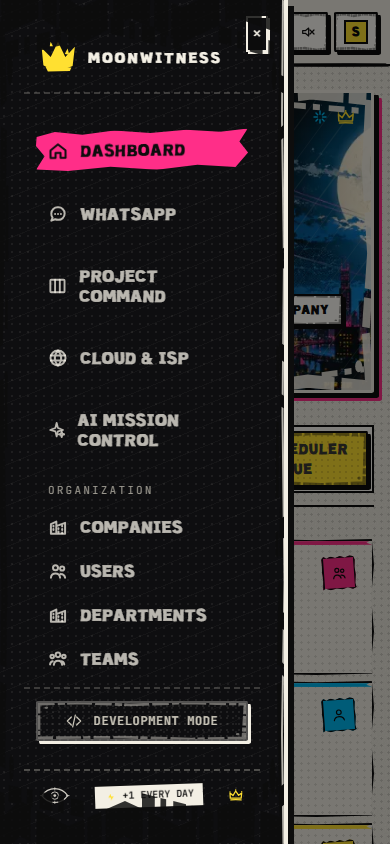 ×
MOONWITNESS
S
DASHBOARD
WHATSAPP
PROJECT
COMMAND
PANY
CLOUD & ISP
AI MISSION
CONTROL
EDULER
UE
ORGANIZATION
COMPANIES
USERS
DEPARTMENTS
TEAMS
</> DEVELOPMENT MODE
+1 EVERY DAY